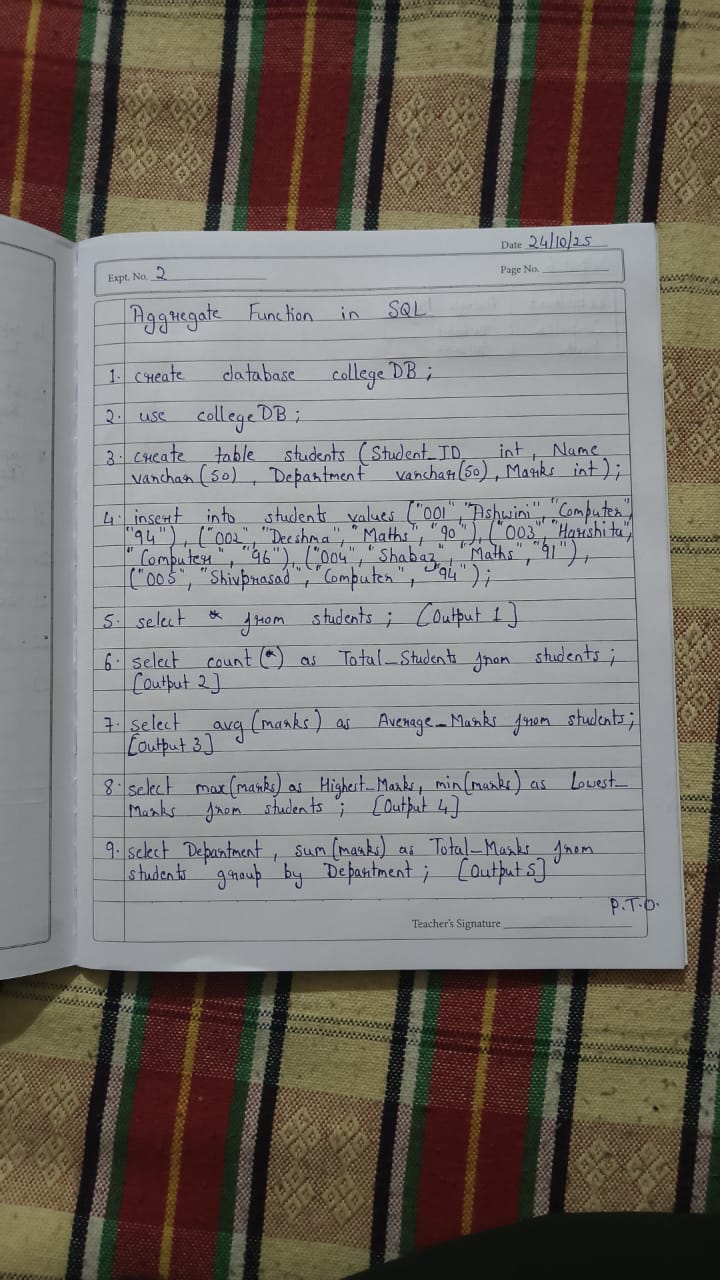 Date 24/10/25
Expt. No. 2
Page No.
Aggregate Function in SQL
1. create database collegeDB;
2. use collegeDB;
3. create table students (Student_ID int, Name
varchar(50), Department varchar(50), Marks int);
4. insert into students values ("001", "Ashwini" "Computer",
"94"), ("002", "Deeshma", "Maths", "90"), ("003", "Harshita",
"Computer", "96"), ("004", "Shabaz", "Maths", "91"),
("005", "Shivprasad", "Computer", "94");
5. select * from students; [Output 1]
6. select count(*) as Total_Students from students;
[Output 2]
7. select avg(marks) as Average_Marks from students;
[Output 3]
8. select max(marks) as Highest_Marks, min(marks) as Lowest_
Marks from students; [Output 4]
9. select Department, sum(marks) as Total_Marks from
students group by Department; [Output 5]
P.T.O.
Teacher's Signature